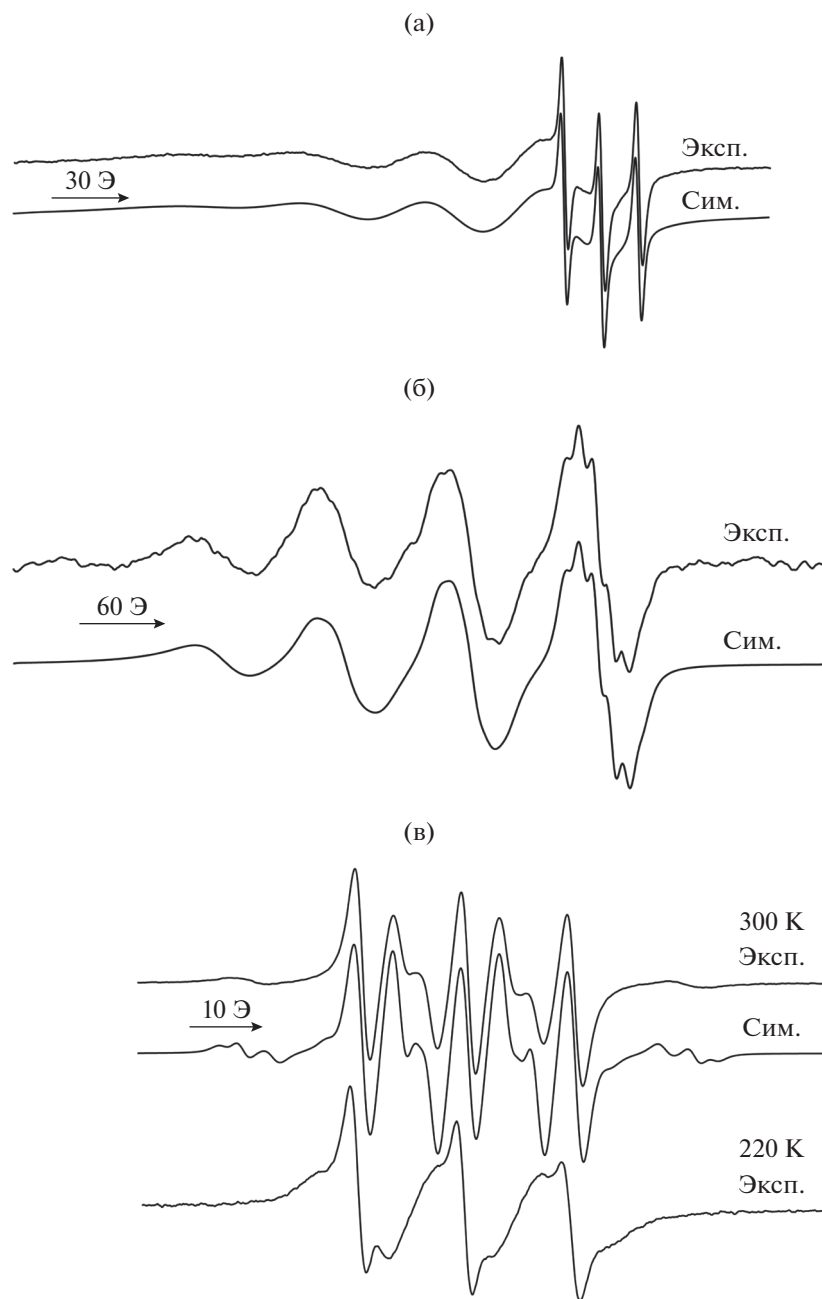 (а)
Эксп.
30 Э
Сим.
(б)
Эксп.
60 Э
Сим.
(в)
300 K
Эксп.
10 Э
Сим.
220 K
Эксп.